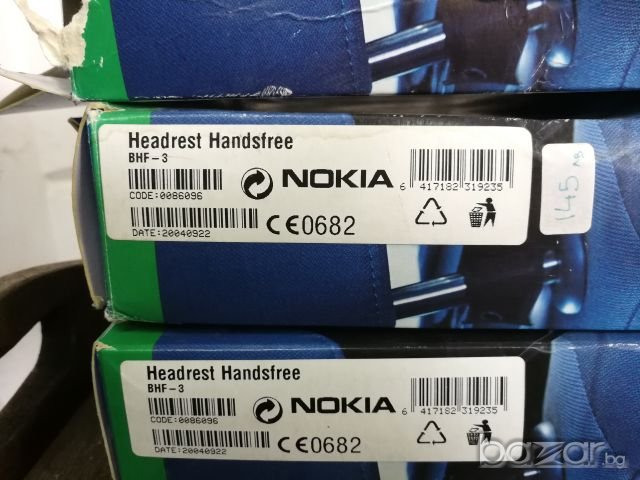 Headrest Handsfree
BHF-3
CODE:0086096
NOKIA
6 417182 319235
DATE:20040922
CE0682
145 лв
Headrest Handsfree
BHF-3
CODE:0086096
NOKIA
6 417182 319235
DATE:20040922
CE0682
bazar.bg